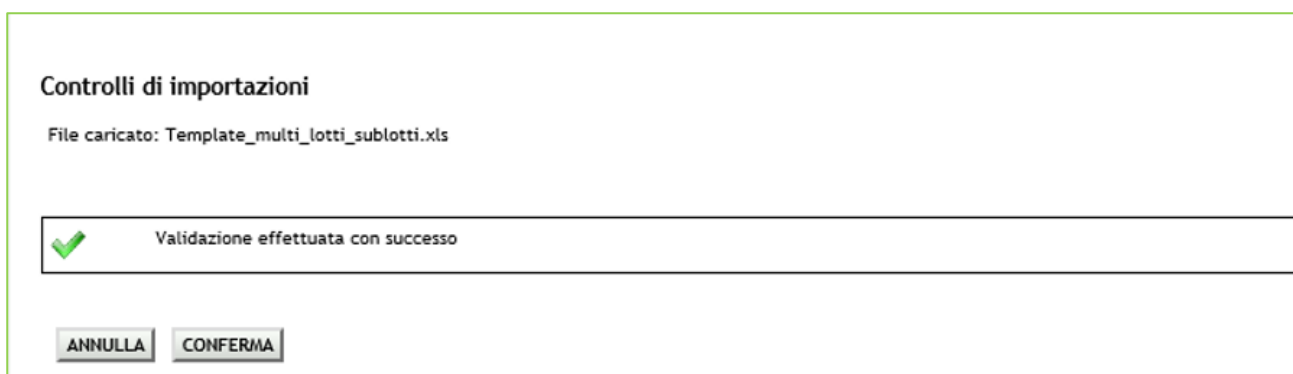 Controlli di importazioni
File caricato: Template_multi_lotti_sublotti.xls
Validazione effettuata con successo
ANNULLA CONFERMA